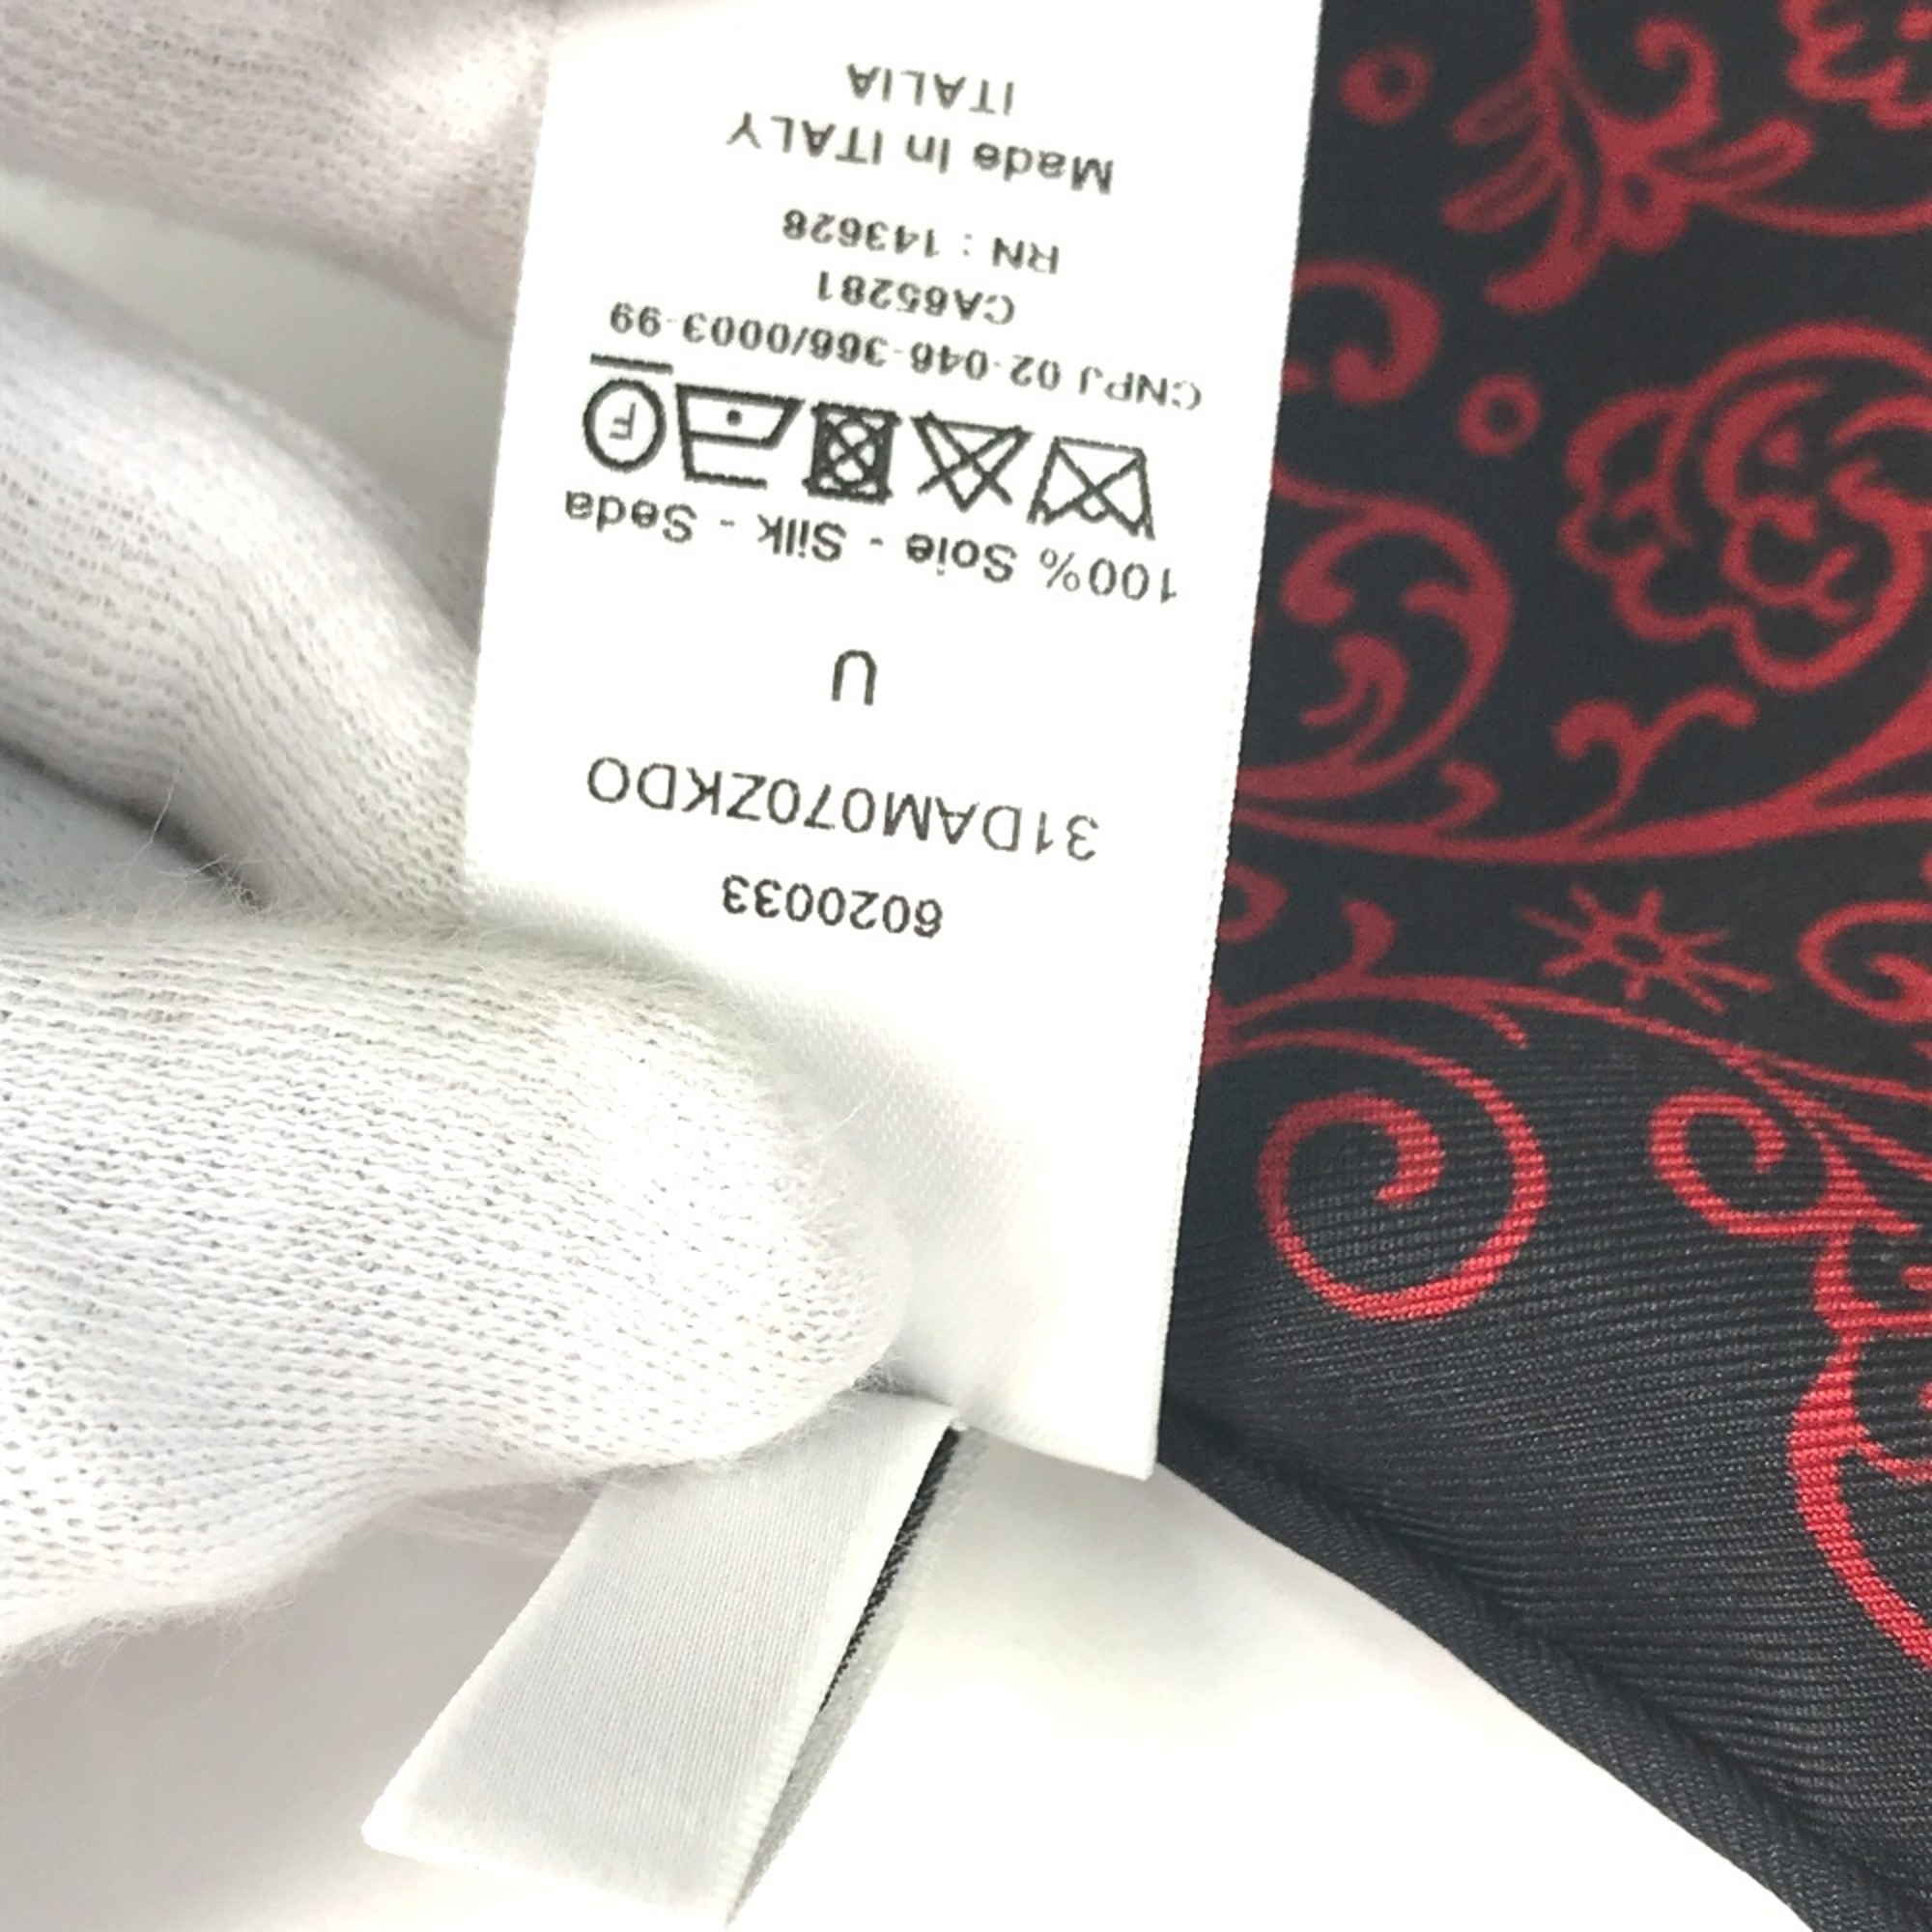 6020033
31DAM070ZKDO
U
100% Soie - Silk - Seda
F
CNPJ 02-046-366/0003-99
CA65281
RN : 143628
Made In ITALY
ITALIA